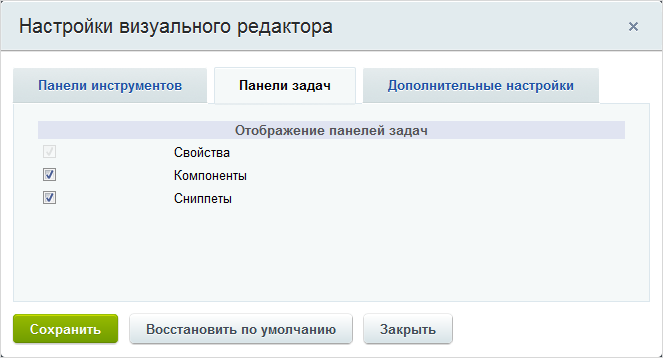 Настройки визуального редактора
Панели инструментов Панели задач Дополнительные настройки
Отображение панелей задач
Свойства
Компоненты
Сниппеты
Сохранить Восстановить по умолчанию Закрыть